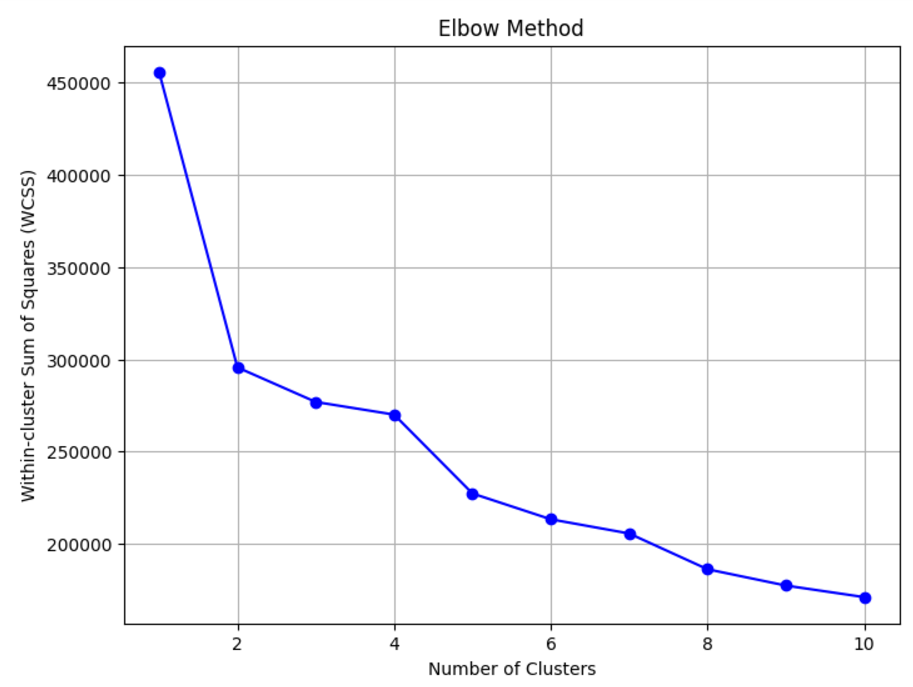 Elbow Method
450000
400000
350000
300000
250000
200000
Within-cluster Sum of Squares (WCSS)
2 4 6 8 10
Number of Clusters